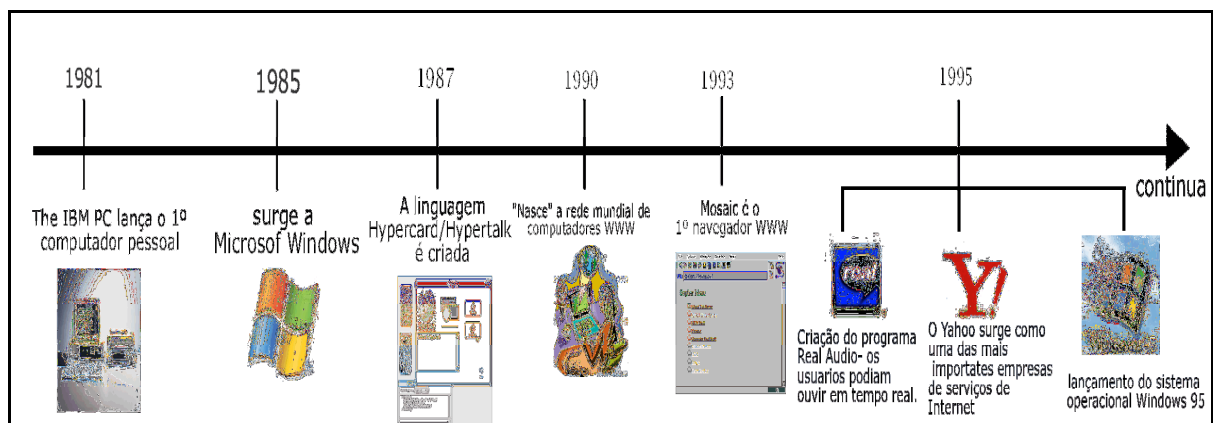 1981
1985
1987
1990
1993
1995
continua
The IBM PC lança o 1º
computador pessoal
surge a
Microsof Windows
A linguagem
Hypercard/Hypertalk
é criada
"Nasce" a rede mundial de
computadores WWW
Mosaic é o
1º navegador WWW
Criação do programa
Real Audio- os
usuarios podiam
ouvir em tempo real.
Y!
O Yahoo surge como
uma das mais
importates empresas
de serviços de
Internet
lançamento do sistema
operacional Windows 95